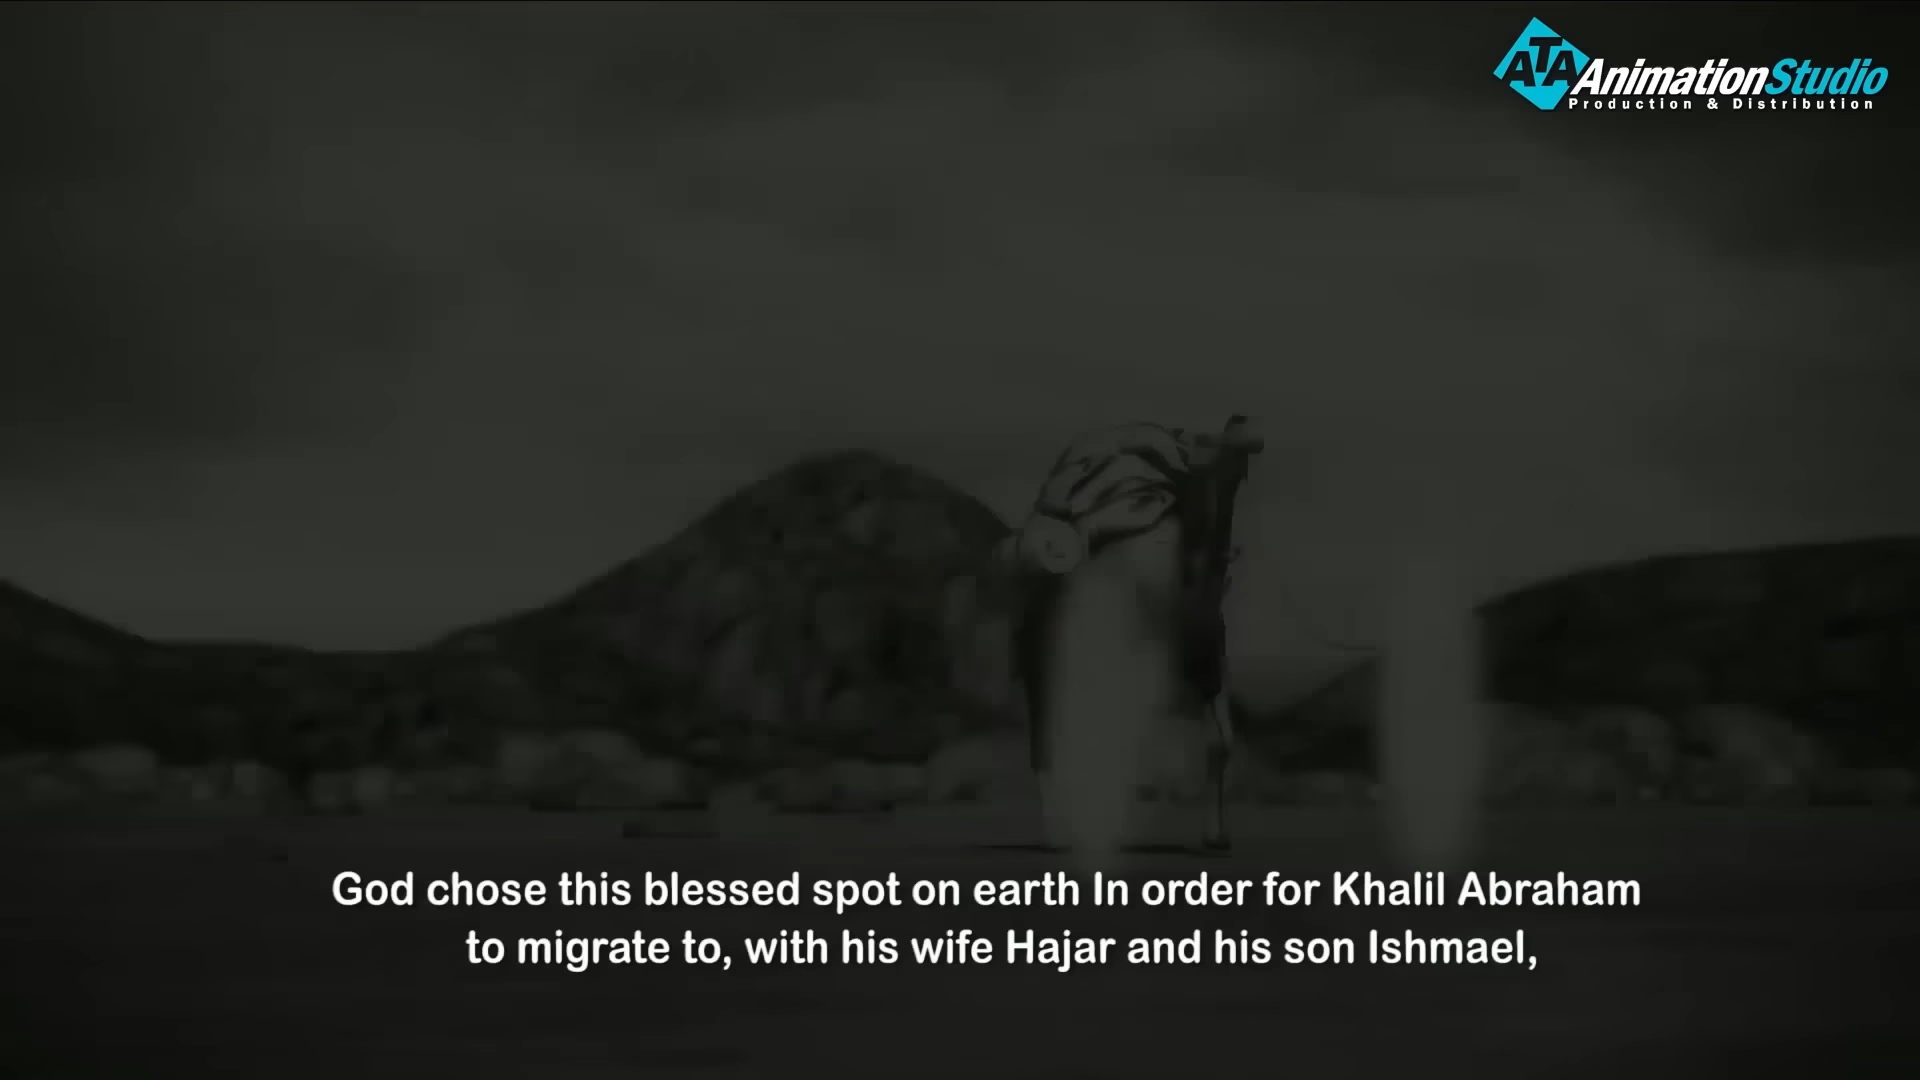 ATA AnimationStudio
Production & Distribution
God chose this blessed spot on earth In order for Khalil Abraham
to migrate to, with his wife Hajar and his son Ishmael,